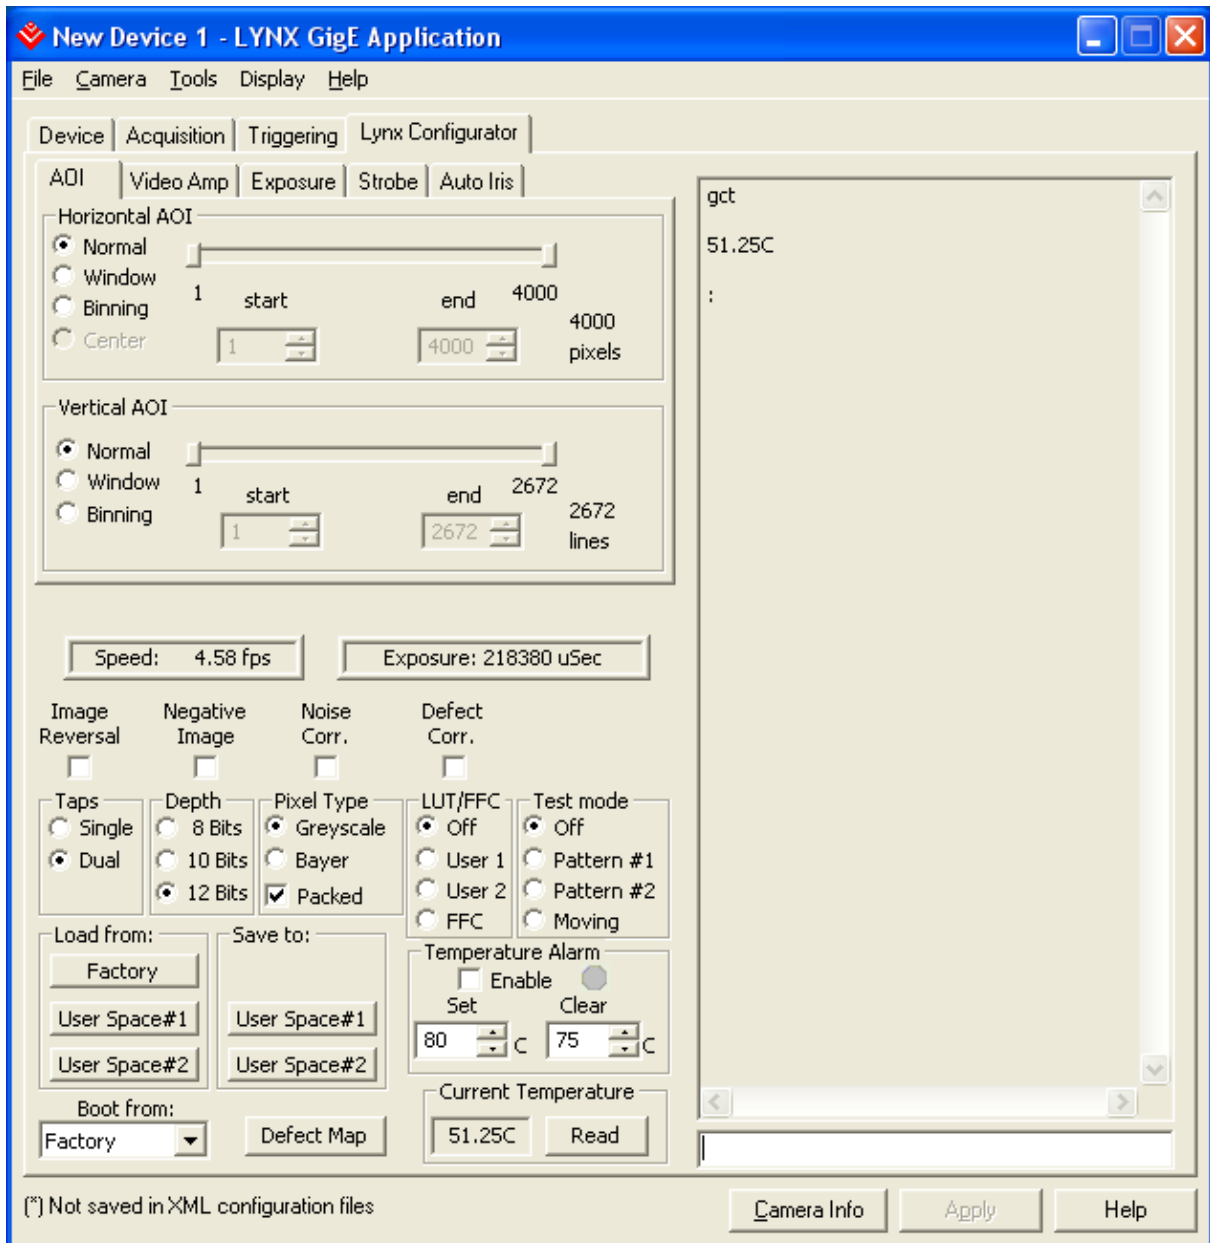 New Device 1 - LYNX GigE Application
File Camera Tools Display Help
Device Acquisition Triggering Lynx Configurator
AOI Video Amp Exposure Strobe Auto Iris
Horizontal AOI
Normal
Window
Binning
Center
1 start end 4000
1 4000
4000
pixels
Vertical AOI
Normal
Window
Binning
1 start end 2672
1 2672
2672
lines
Speed: 4.58 fps
Exposure: 218380 uSec
Image
Reversal
Negative
Image
Noise
Corr.
Defect
Corr.
Taps
Single
Dual
Depth
8 Bits
10 Bits
12 Bits
Pixel Type
Greyscale
Bayer
Packed
LUT/FFC
Off
User 1
User 2
FFC
Test mode
Off
Pattern #1
Pattern #2
Moving
Load from:
Factory
User Space#1
User Space#2
Save to:
User Space#1
User Space#2
Temperature Alarm
Enable
Set Clear
80 C 75 C
Boot from:
Factory
Defect Map
Current Temperature
51.25C Read
gct
51.25C
:
(*) Not saved in XML configuration files
Camera Info Apply Help